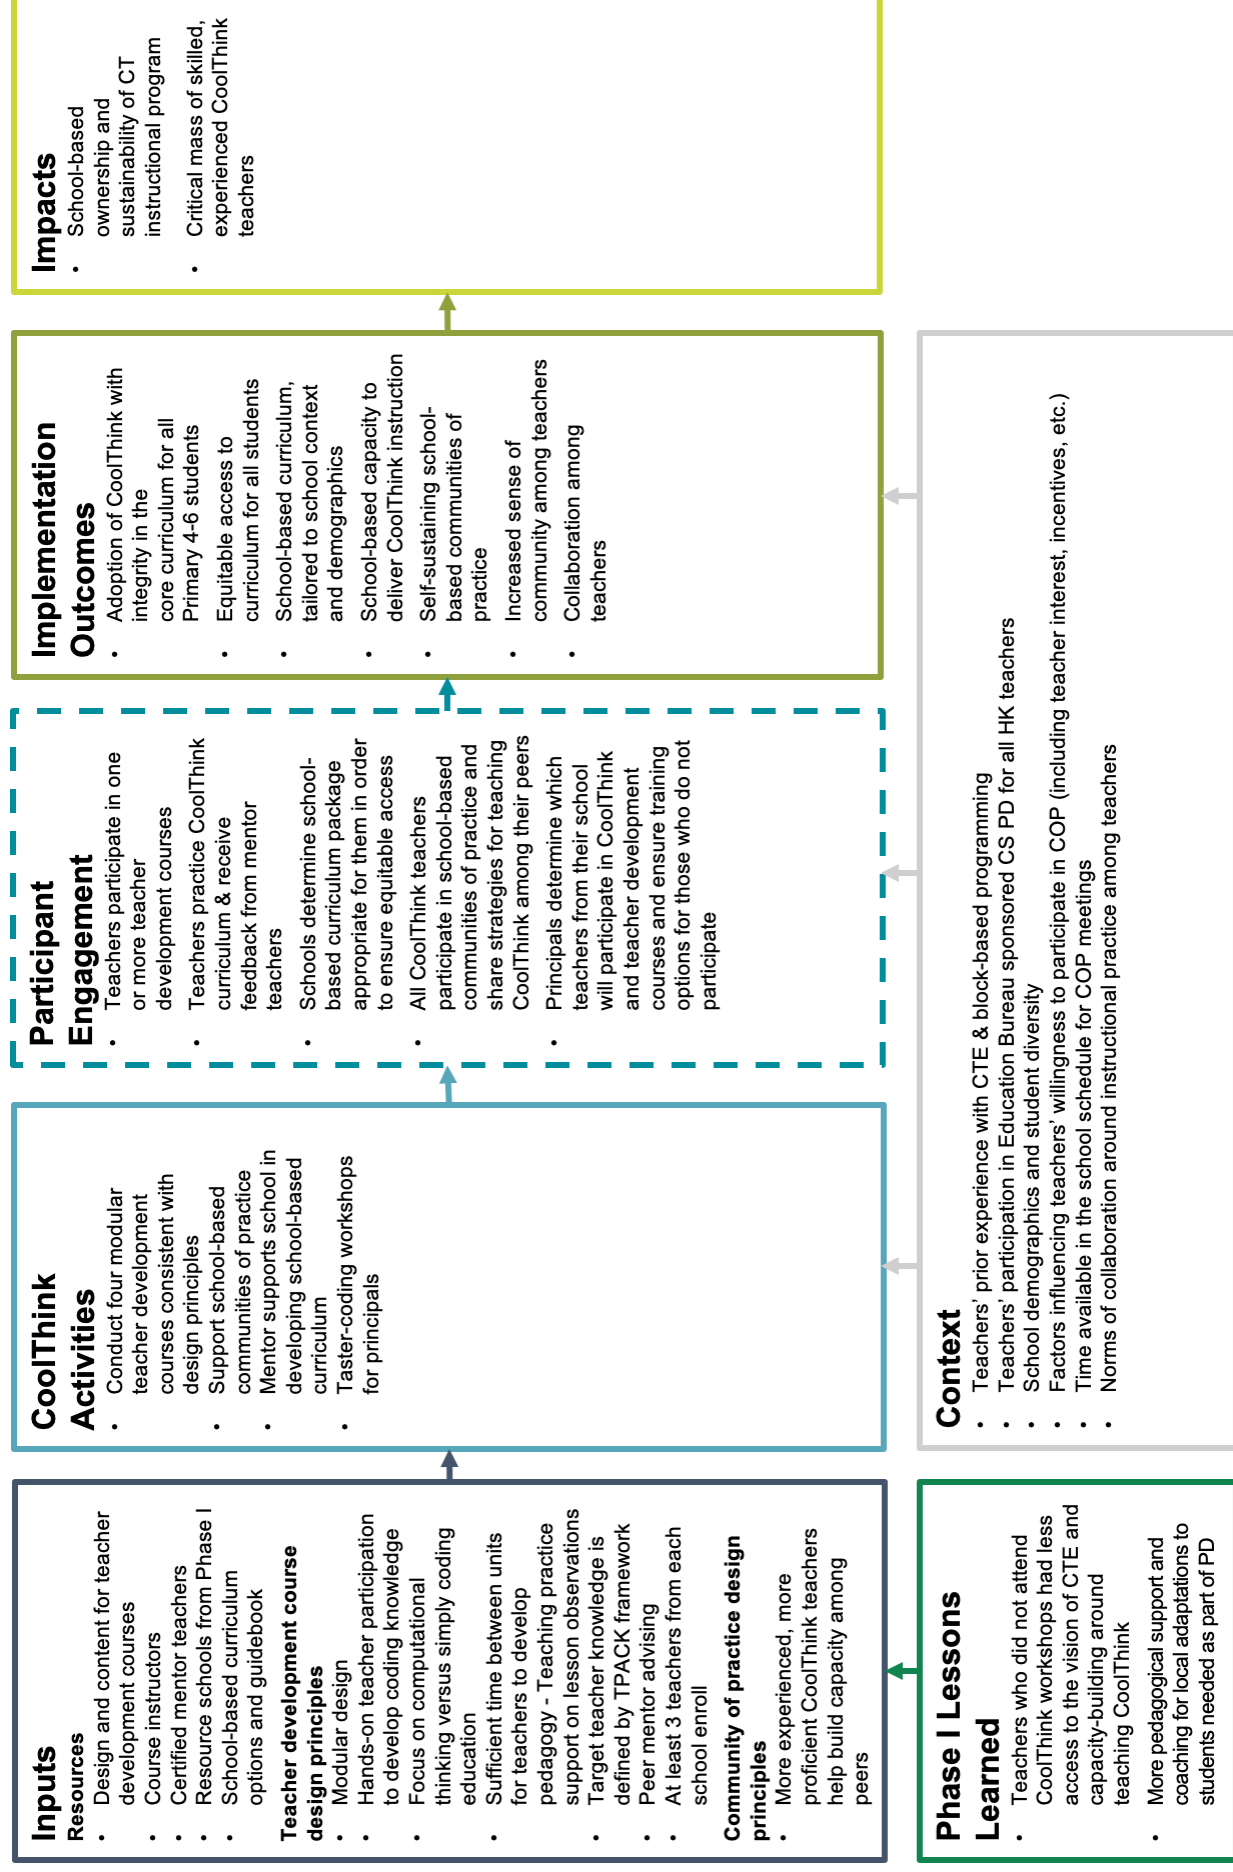 Inputs
Resources
• Design and content for teacher
development courses
• Course instructors
• Certified mentor teachers
• Resource schools from Phase I
• School-based curriculum
options and guidebook
Teacher development course
design principles
• Modular design
• Hands-on teacher participation
to develop coding knowledge
• Focus on computational
thinking versus simply coding
education
• Sufficient time between units
for teachers to develop
pedagogy - Teaching practice
support on lesson observations
• Target teacher knowledge is
defined by TPACK framework
• Peer mentor advising
• At least 3 teachers from each
school enroll
Community of practice design
principles
• More experienced, more
proficient CoolThink teachers
help build capacity among
peers
CoolThink
Activities
• Conduct four modular
teacher development
courses consistent with
design principles
• Support school-based
communities of practice
• Mentor supports school in
developing school-based
curriculum
• Taster-coding workshops
for principals
Participant
Engagement
• Teachers participate in one
or more teacher
development courses
• Teachers practice CoolThink
curriculum & receive
feedback from mentor
teachers
• Schools determine school-
based curriculum package
appropriate for them in order
to ensure equitable access
• All CoolThink teachers
participate in school-based
communities of practice and
share strategies for teaching
CoolThink among their peers
• Principals determine which
teachers from their school
will participate in CoolThink
and teacher development
courses and ensure training
options for those who do not
participate
Implementation
Outcomes
• Adoption of CoolThink with
integrity in the
core curriculum for all
Primary 4-6 students
• Equitable access to
curriculum for all students
• School-based curriculum,
tailored to school context
and demographics
• School-based capacity to
deliver CoolThink instruction
• Self-sustaining school-
based communities of
practice
• Increased sense of
community among teachers
• Collaboration among
teachers
Impacts
• School-based
ownership and
sustainability of CT
instructional program
• Critical mass of skilled,
experienced CoolThink
teachers
Phase I Lessons
Learned
• Teachers who did not attend
CoolThink workshops had less
access to the vision of CTE and
capacity-building around
teaching CoolThink
• More pedagogical support and
coaching for local adaptations to
students needed as part of PD
Context
• Teachers’ prior experience with CTE & block-based programming
• Teachers’ participation in Education Bureau sponsored CS PD for all HK teachers
• School demographics and student diversity
• Factors influencing teachers’ willingness to participate in COP (including teacher interest, incentives, etc.)
• Time available in the school schedule for COP meetings
• Norms of collaboration around instructional practice among teachers